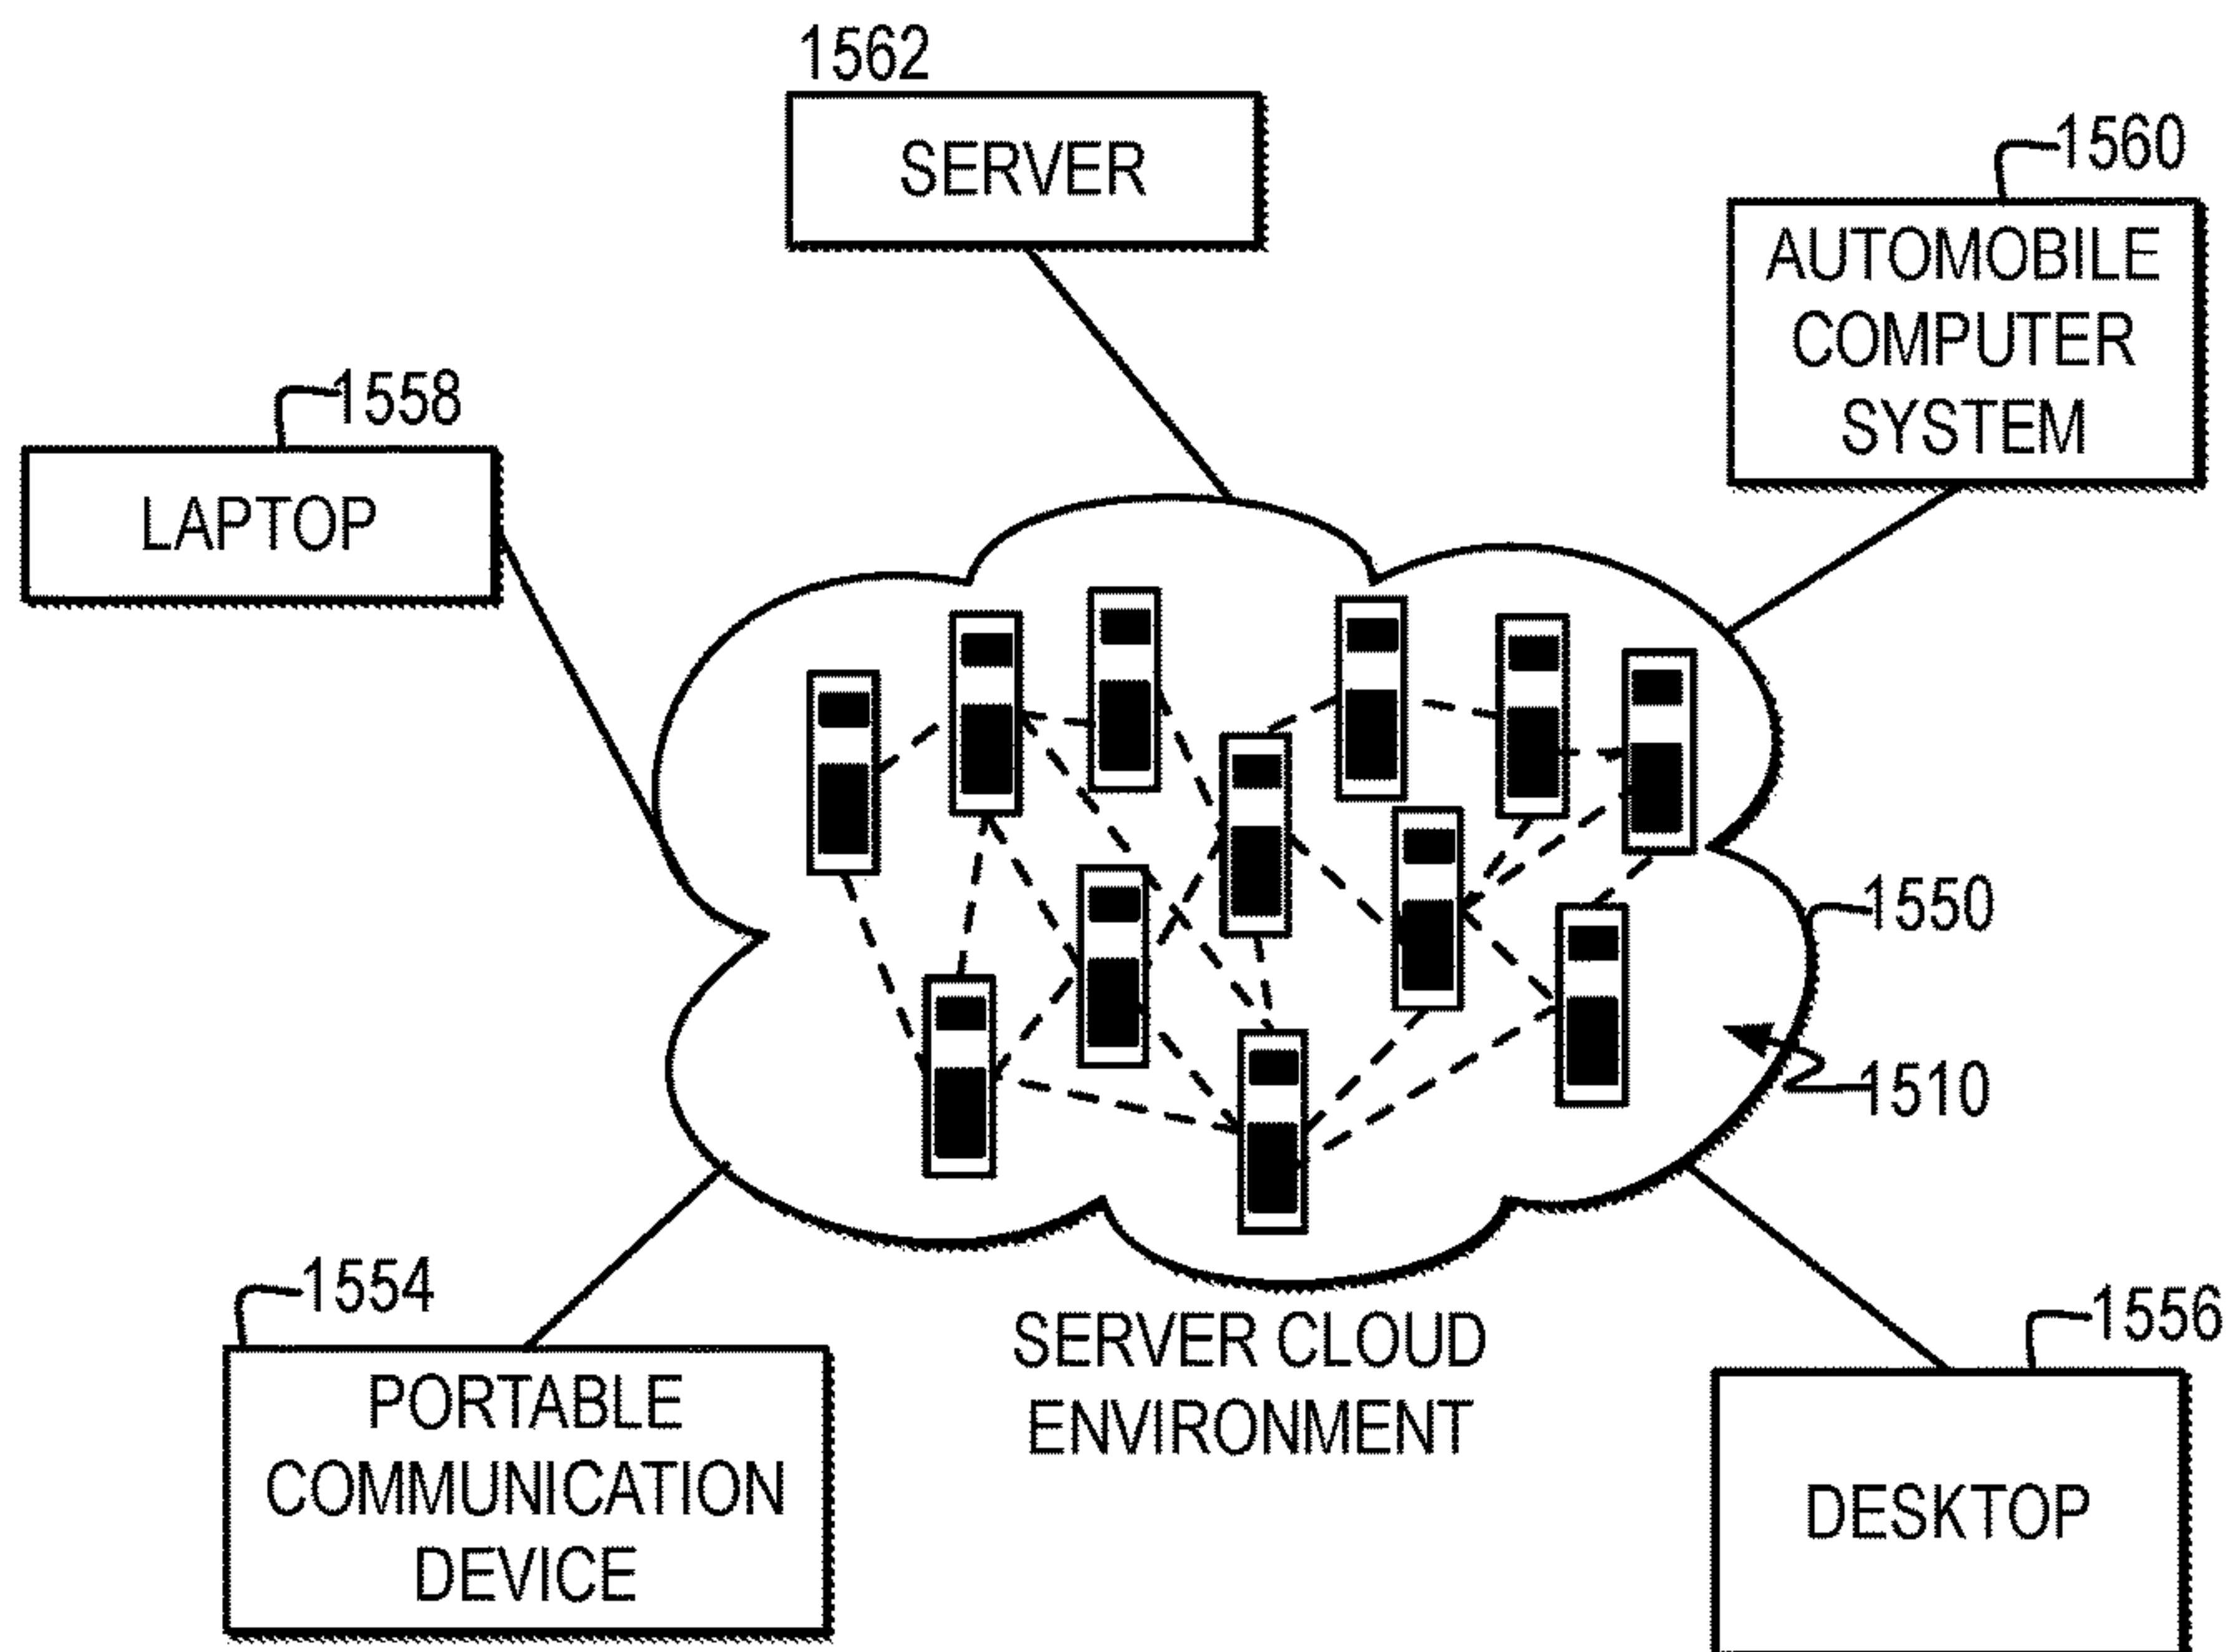 1562
SERVER
1560
AUTOMOBILE
COMPUTER
SYSTEM
1558
LAPTOP
1550
1510
1554
PORTABLE
COMMUNICATION
DEVICE
SERVER CLOUD
ENVIRONMENT
1556
DESKTOP